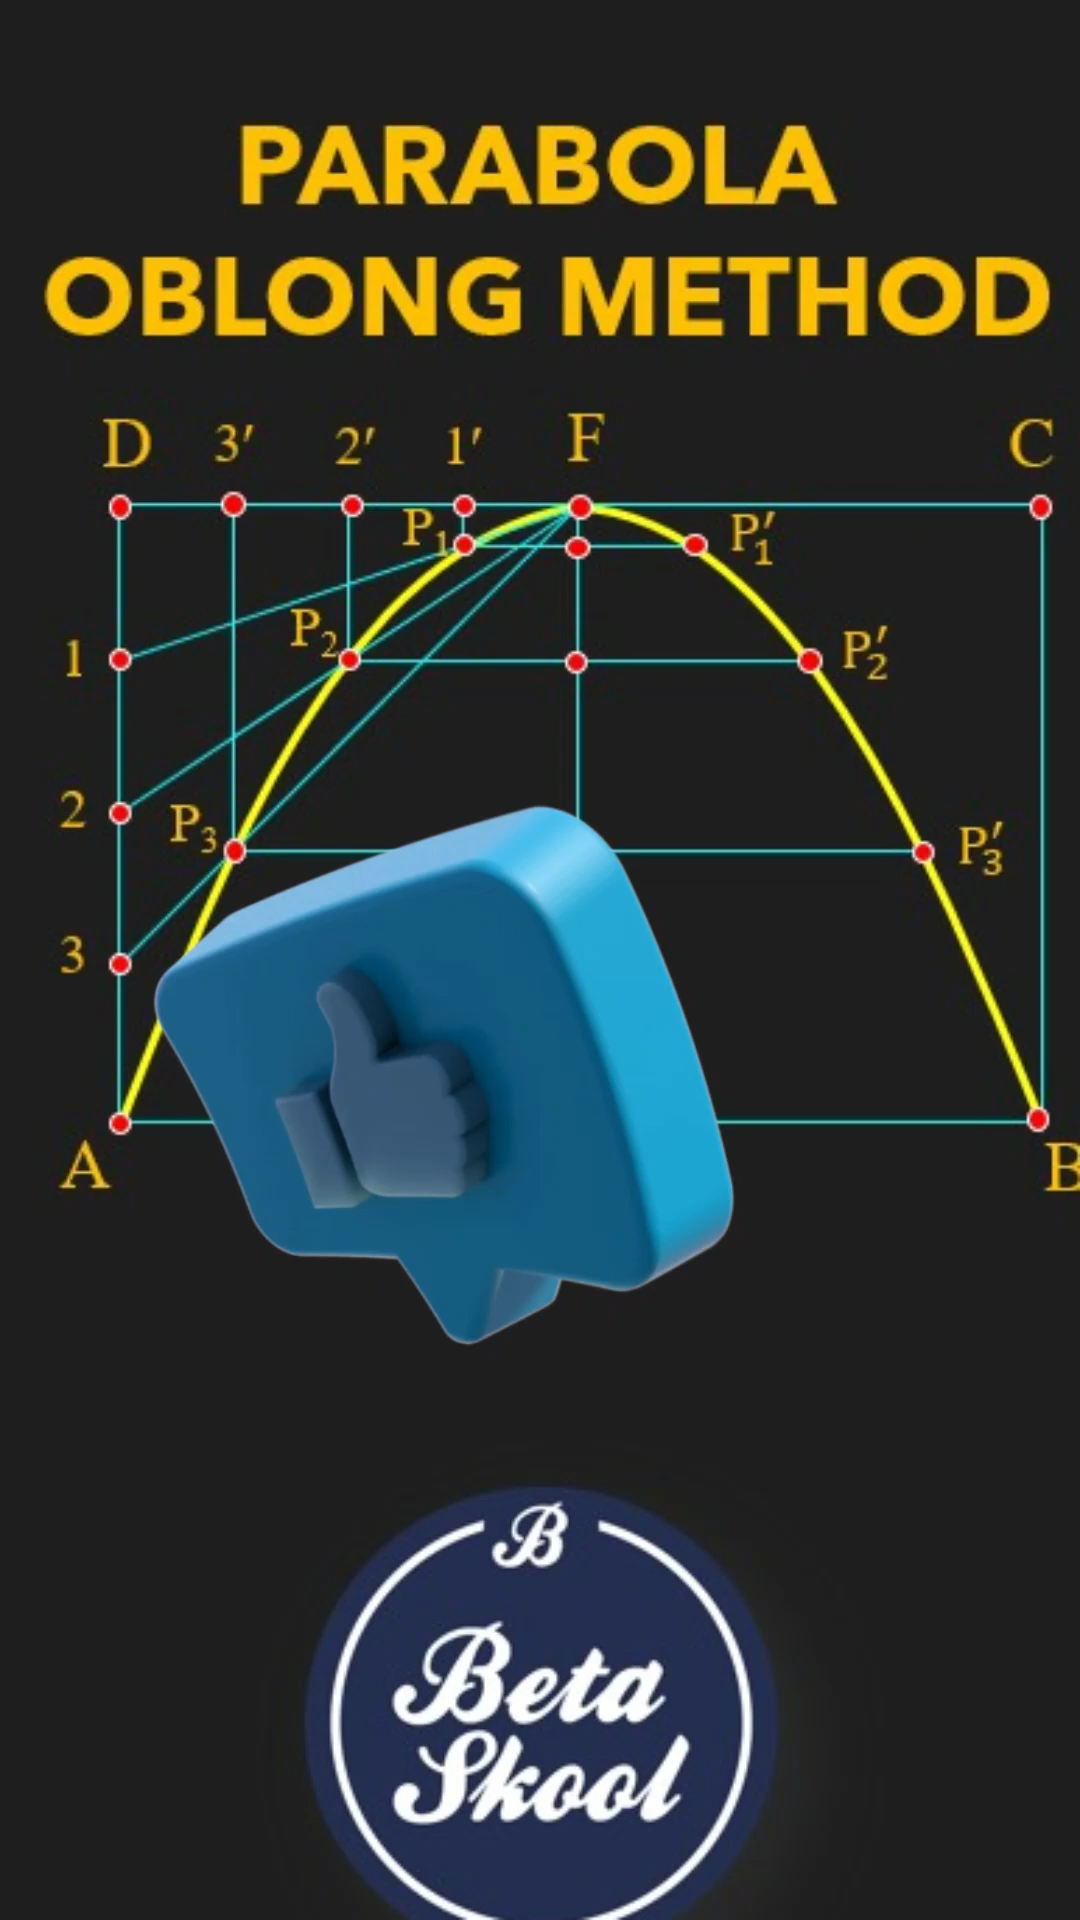 PARABOLA
OBLONG METHOD
D 3′ 2′ 1′ F C
P₁ P₁′
1 P₂ P₂′
2 P₃ P₃′
3
A B
B
Beta
Skool